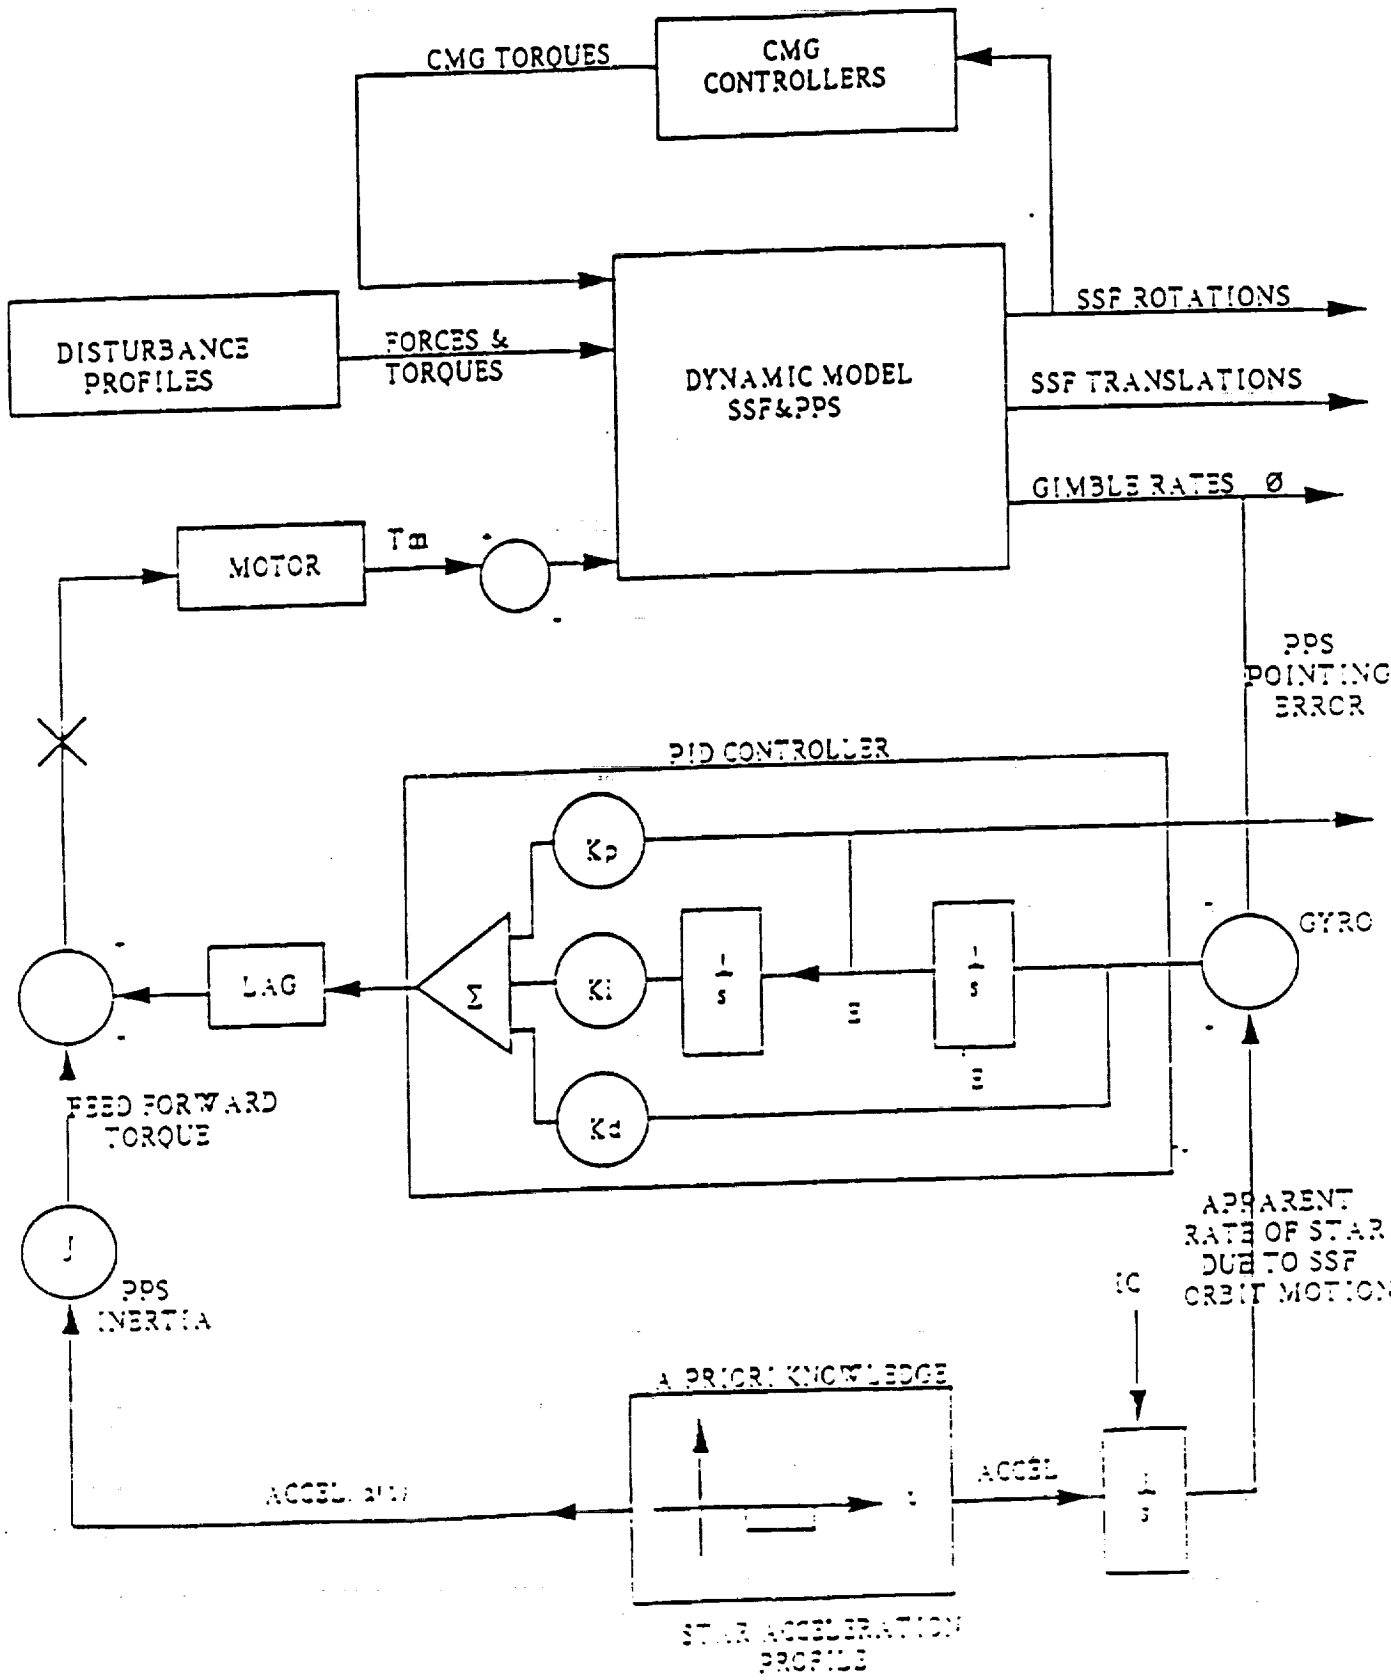 CMG TORQUES
CMG
CONTROLLERS
DISTURBANCE
PROFILES
FORCES &
TORQUES
DYNAMIC MODEL
SSF&PPS
SSF ROTATIONS
SSF TRANSLATIONS
GIMBLE RATES Ø
MOTOR
Tm
PPS
POINTING
ERROR
PID CONTROLLER
Kp
GYRO
LAG
Σ
Ki
1
s
1
s
Kd
FEED FORWARD
TORQUE
J
PPS
INERTIA
APPARENT
RATE OF STAR
DUE TO SSF
ORBIT MOTION
IC
A PRIORI KNOWLEDGE
ACCEL.
t
ACCEL
1
s
STAR ACCELERATION
PROFILE